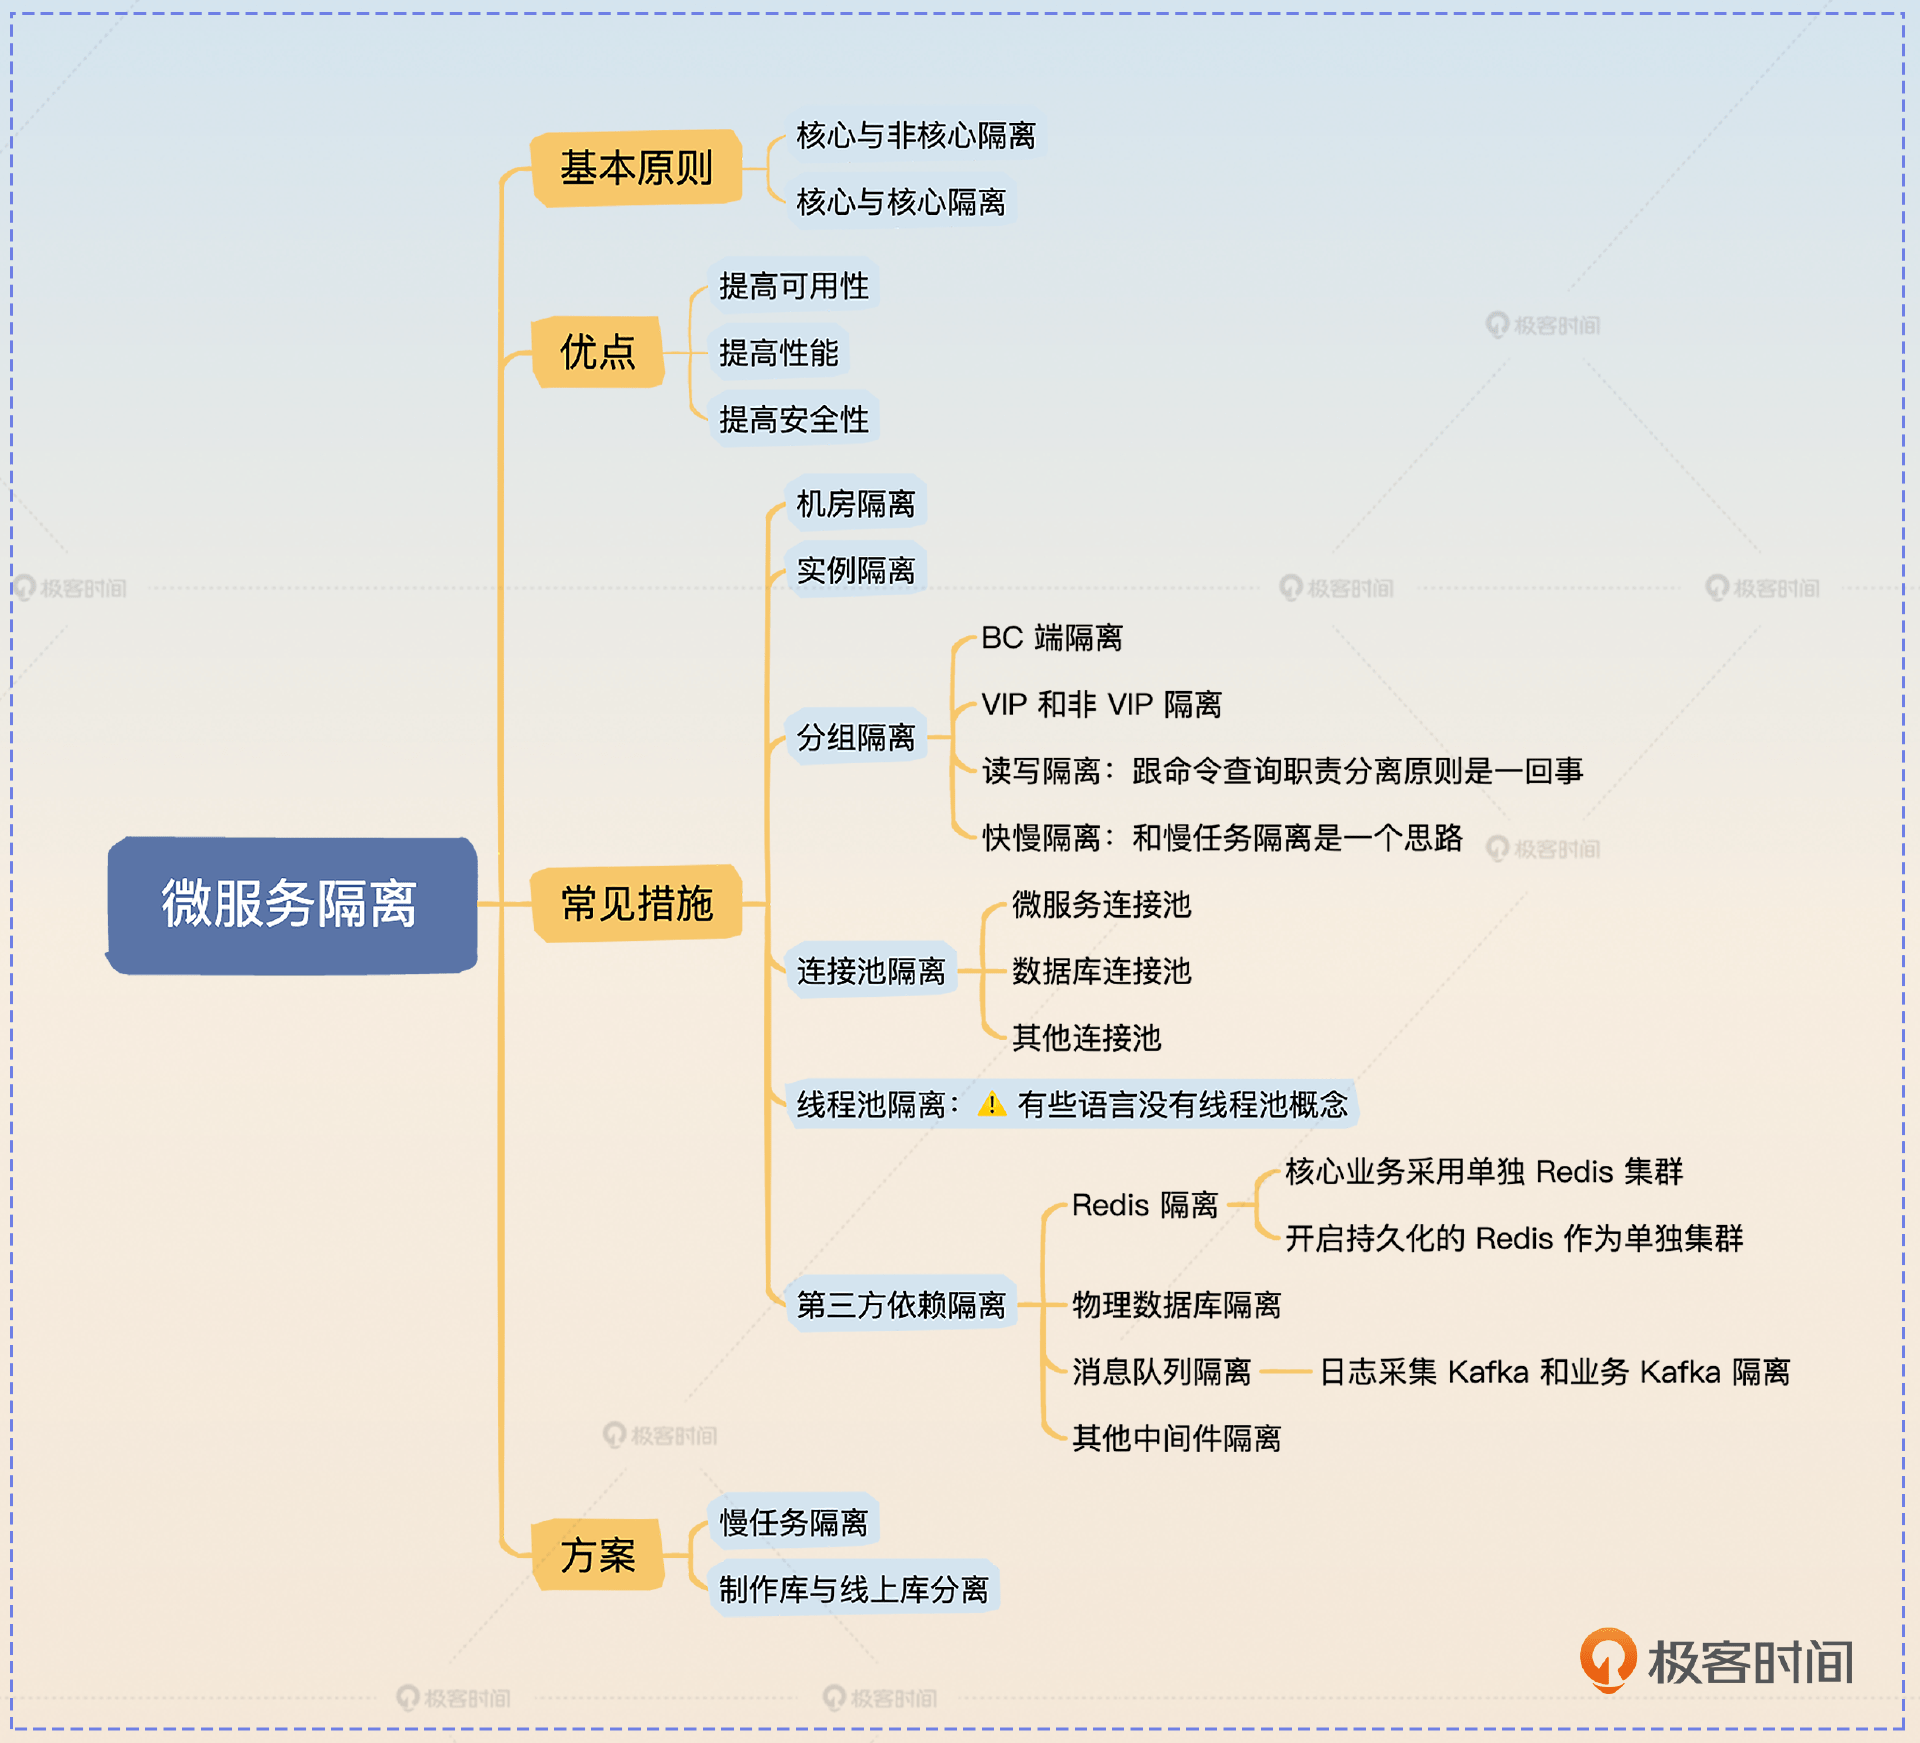 核心与非核心隔离
基本原则
核心与核心隔离
提高可用性
极客时间
优点
提高性能
提高安全性
机房隔离
实例隔离
极客时间
极客时间
极客时间
BC 端隔离
VIP 和非 VIP 隔离
分组隔离
读写隔离：跟命令查询职责分离原则是一回事
快慢隔离：和慢任务隔离是一个思路
极客时间
微服务隔离
常见措施
微服务连接池
连接池隔离
数据库连接池
其他连接池
线程池隔离：⚠️ 有些语言没有线程池概念
核心业务采用单独 Redis 集群
Redis 隔离
开启持久化的 Redis 作为单独集群
第三方依赖隔离
物理数据库隔离
消息队列隔离
日志采集 Kafka 和业务 Kafka 隔离
其他中间件隔离
极客时间
慢任务隔离
方案
制作库与线上库分离
极客时间
极客时间
极客时间